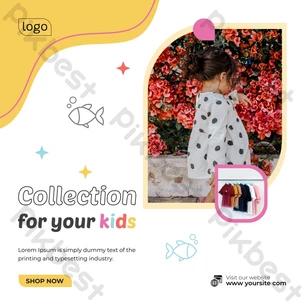 logo
Collection
for your kids
Lorem Ipsum is simply dummy text of the
printing and typesetting industry.
SHOP NOW
Visit our website
www.yoursite.com
pikbest